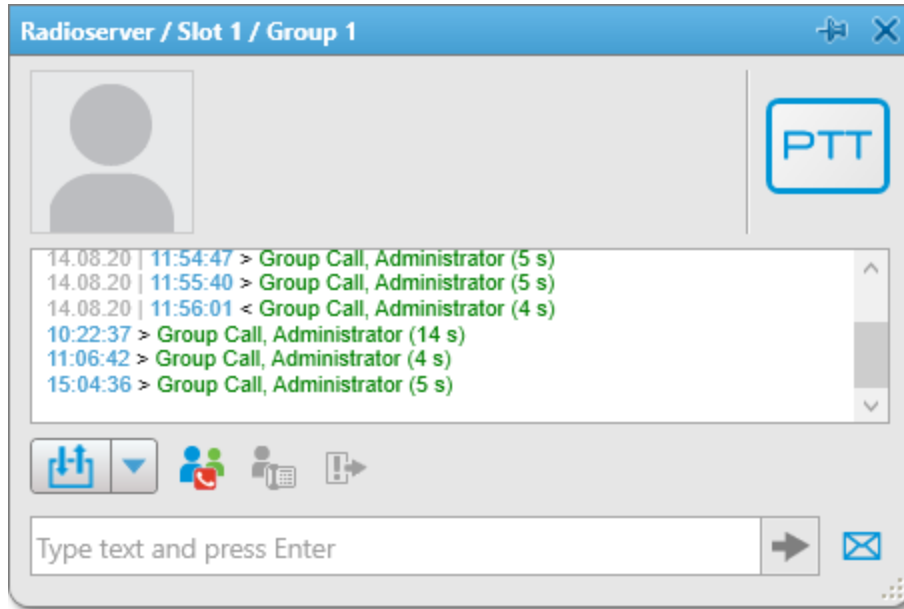 Radioserver / Slot 1 / Group 1
PTT
14.08.20 | 11:54:47 > Group Call, Administrator (5 s)
14.08.20 | 11:55:40 > Group Call, Administrator (5 s)
14.08.20 | 11:56:01 < Group Call, Administrator (4 s)
10:22:37 > Group Call, Administrator (14 s)
11:06:42 > Group Call, Administrator (4 s)
15:04:36 > Group Call, Administrator (5 s)
Type text and press Enter